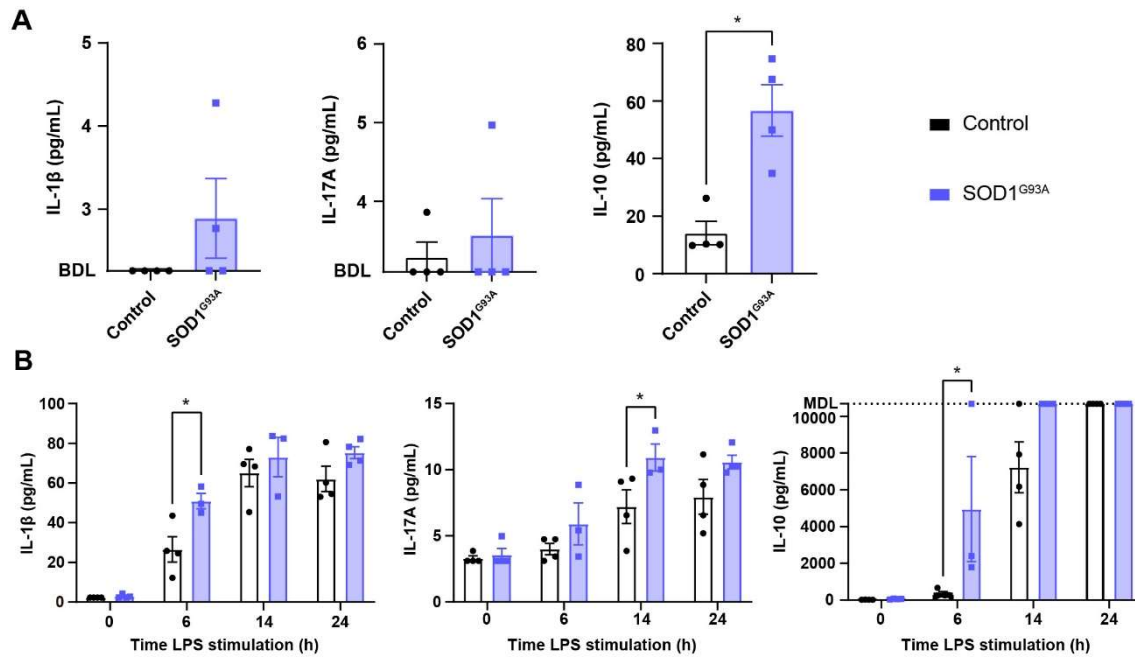 A
IL-1β (pg/mL)
5
4
3
BDL
Control
SOD1G93A
IL-17A (pg/mL)
6
5
4
BDL
Control
SOD1G93A
IL-10 (pg/mL)
80
60
40
20
0
*
Control
SOD1G93A
Control
SOD1G93A
B
IL-1β (pg/mL)
100
80
60
40
20
0
*
0 6 14 24
Time LPS stimulation (h)
IL-17A (pg/mL)
15
10
5
0
*
0 6 14 24
Time LPS stimulation (h)
IL-10 (pg/mL)
MDL
10000
8000
6000
4000
2000
0
*
0 6 14 24
Time LPS stimulation (h)